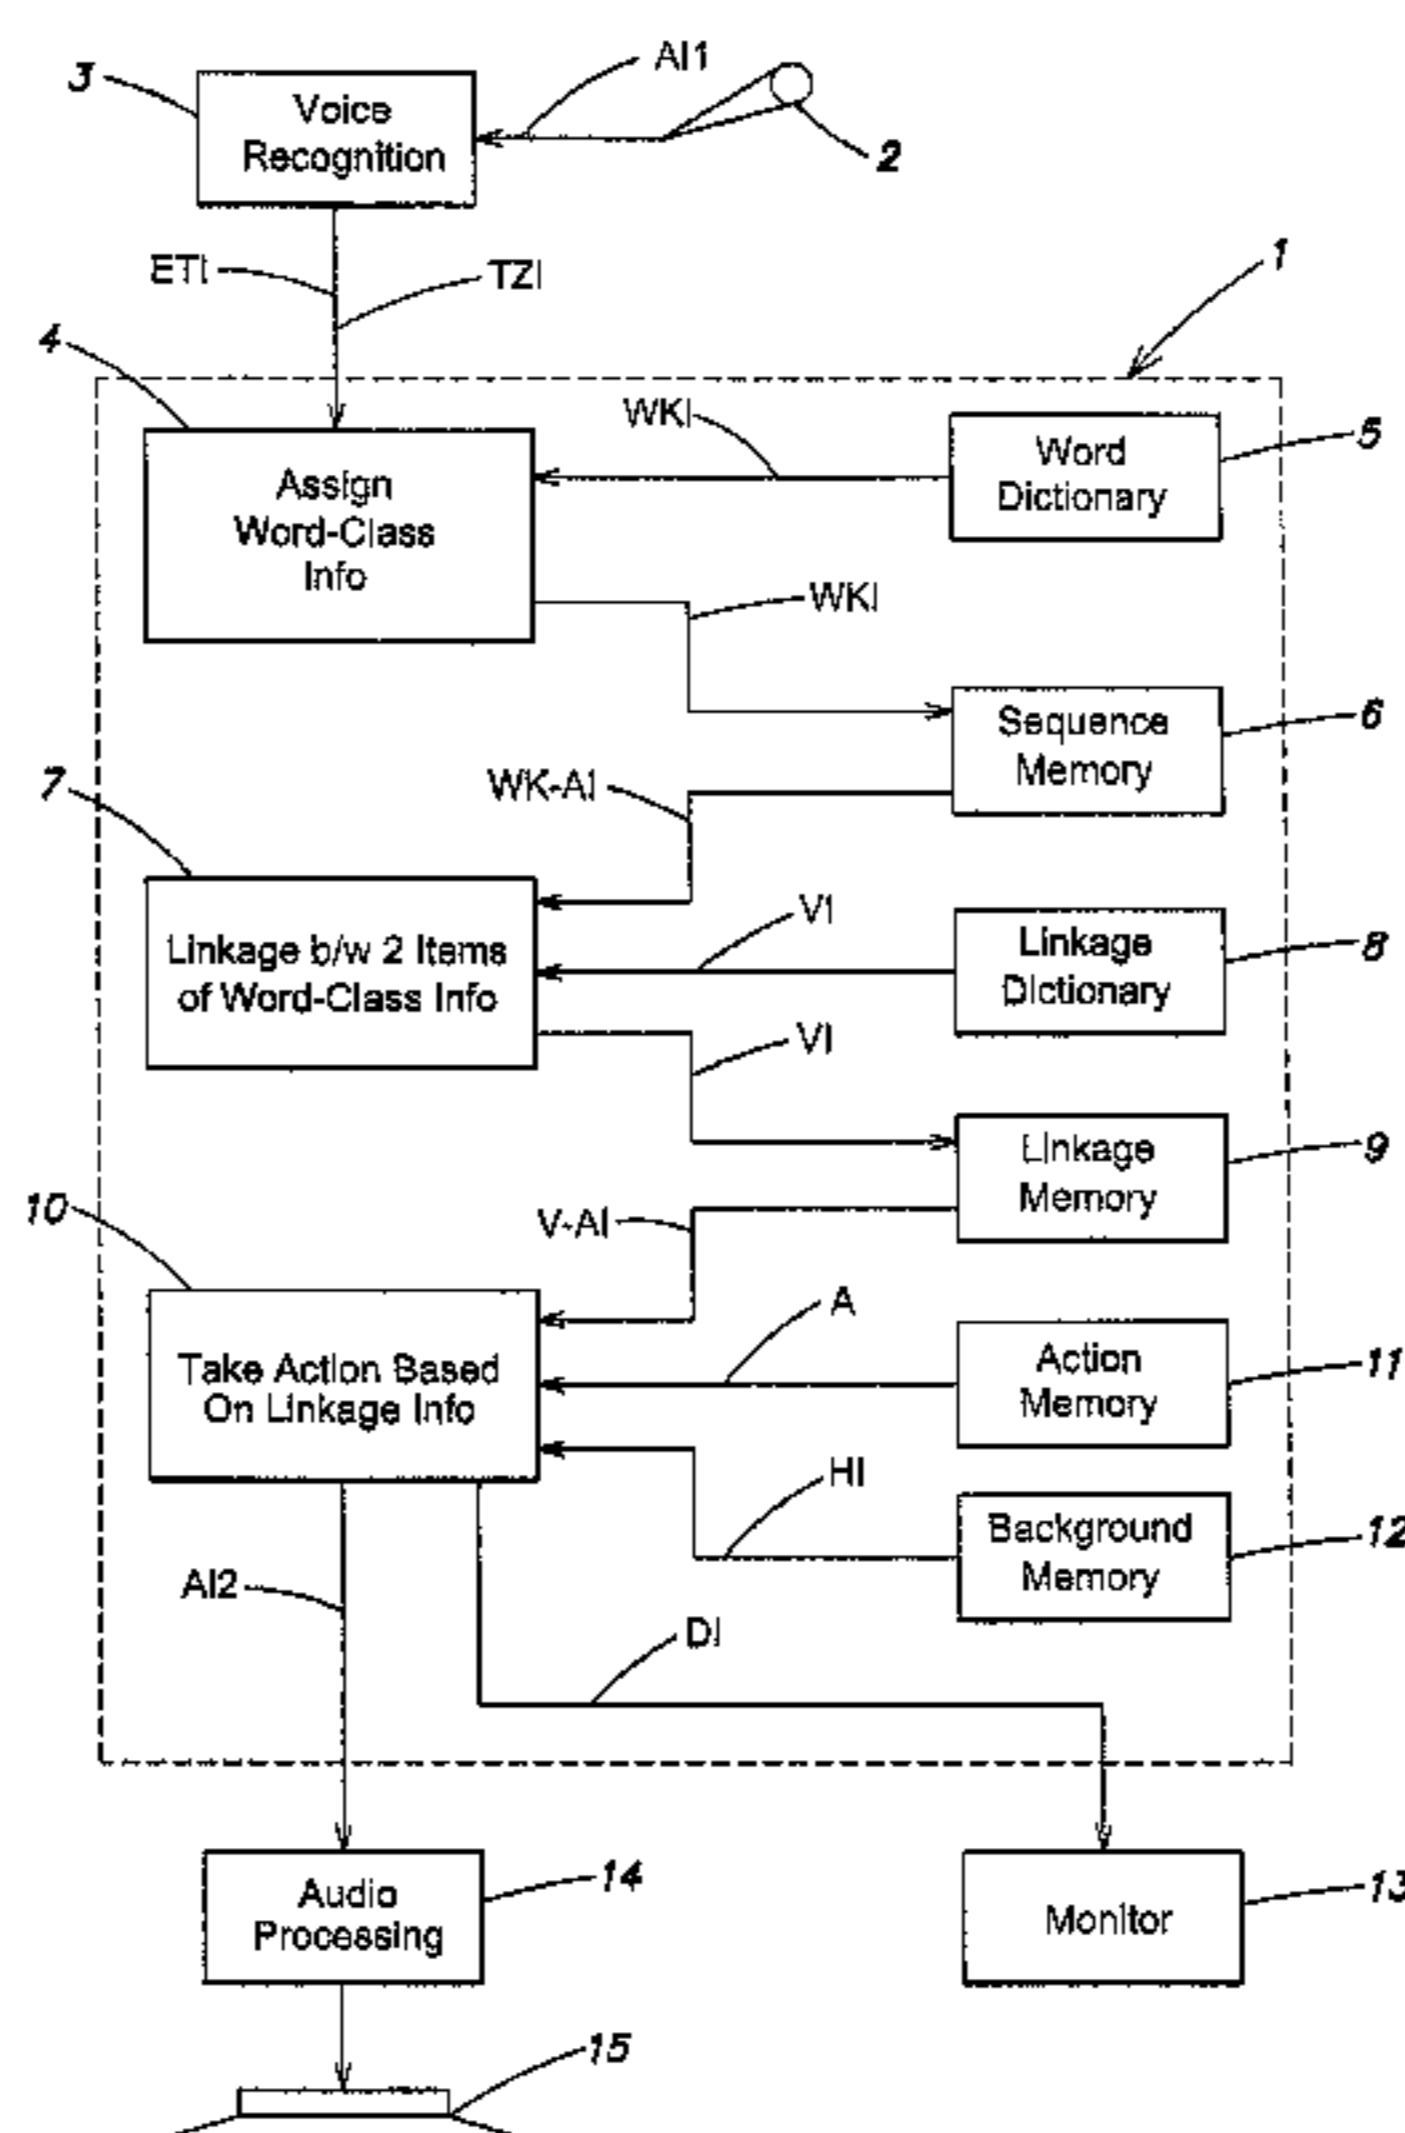 AI1
3
Voice
Recognition
2
ETI
TZI
1
4
WKI
Word
Dictionary
5
Assign
Word-Class
Info
WKI
Sequence
Memory
6
WK-AI
7
VI
Linkage b/w 2 Items
of Word-Class Info
Linkage
Dictionary
8
VI
Linkage
Memory
9
10
V-AI
A
Take Action Based
On Linkage Info
Action
Memory
11
HI
Background
Memory
12
AI2
DI
Audio
Processing
14
Monitor
13
15